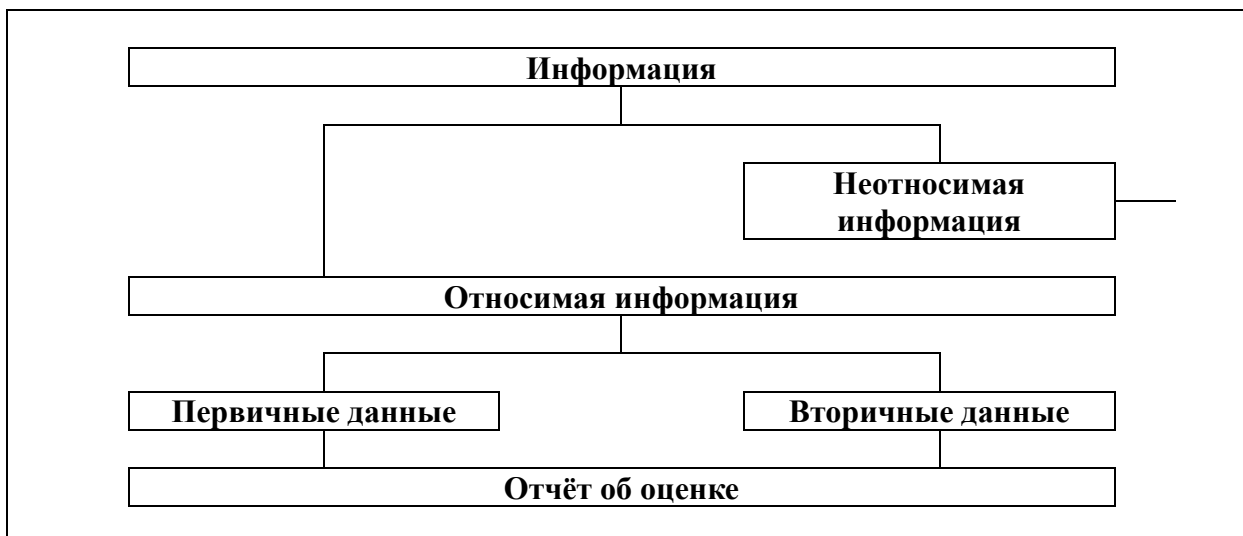 Информация
Неотносимая
информация
Относимая информация
Первичные данные
Вторичные данные
Отчёт об оценке